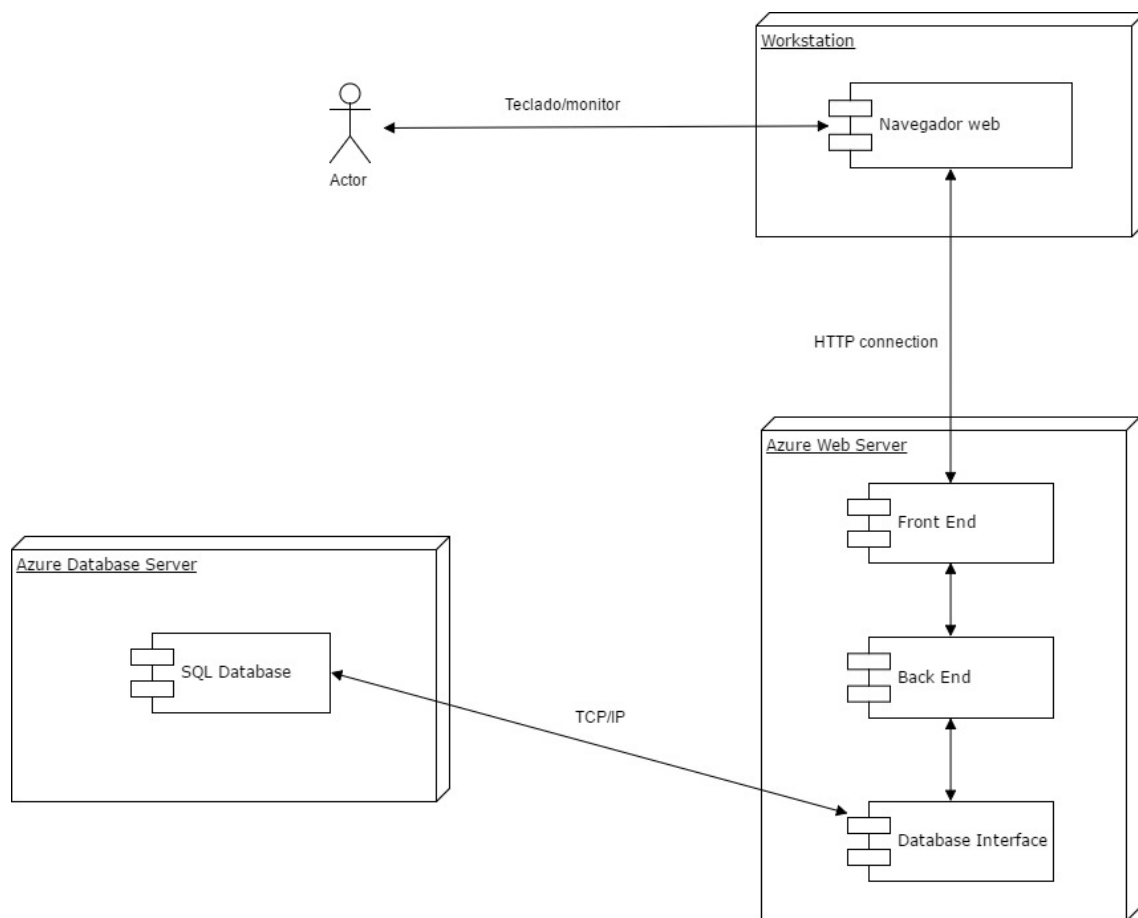 Workstation
Teclado/monitor
Navegador web
Actor
HTTP connection
Azure Web Server
Front End
Azure Database Server
SQL Database
Back End
TCP/IP
Database Interface